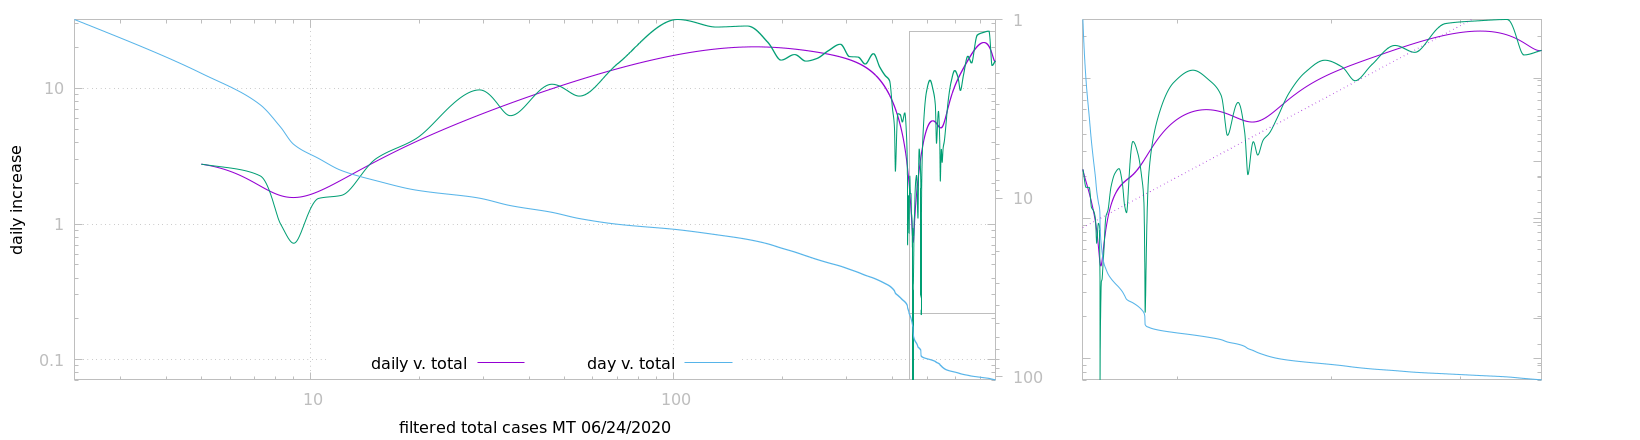 1
10
daily increase
10
1
0.1
daily v. total
day v. total
100
10
100
filtered total cases MT 06/24/2020